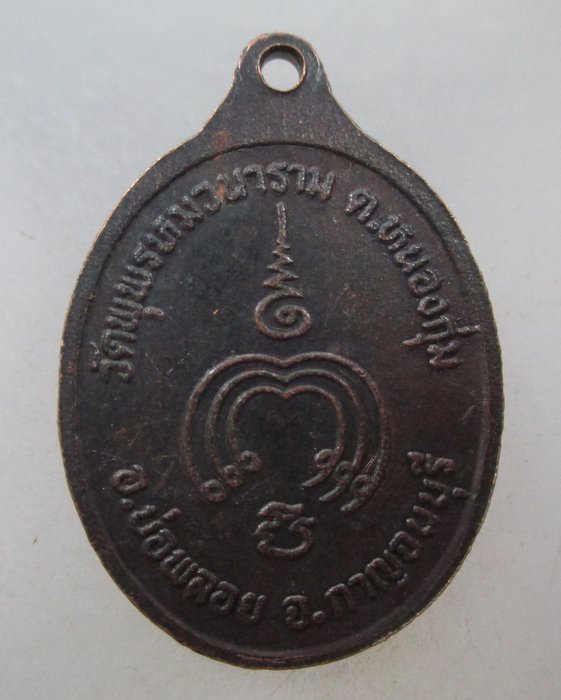 วัดพุพรหมวนาราม ต.หนองกุ่ม
อ.บ่อพลอย จ.กาญจนบุรี